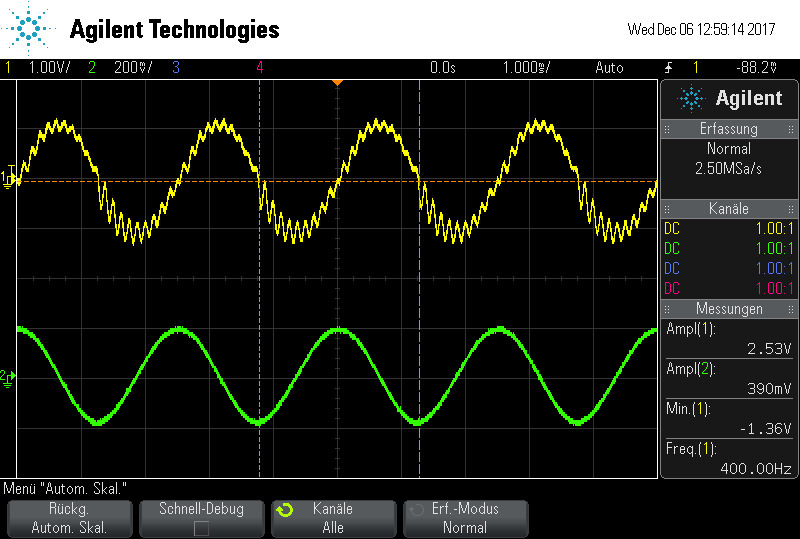 Agilent Technologies
Wed Dec 06 12:59:14 2017
1 1.00V/ 2 200mV/ 3 4 0.0s 1.000ms/ Auto 1 -88.2mV
Agilent
Erfassung
Normal
2.50MSa/s
Kanäle
DC 1.00:1
DC 1.00:1
DC 1.00:1
DC 1.00:1
Messungen
Ampl(1):
2.53V
Ampl(2):
390mV
Min.(1):
-1.36V
Freq.(1):
400.00Hz
1
T
2
Menü "Autom. Skal."
Rückg.
Autom. Skal.
Schnell-Debug
Kanäle
Alle
Erf.-Modus
Normal